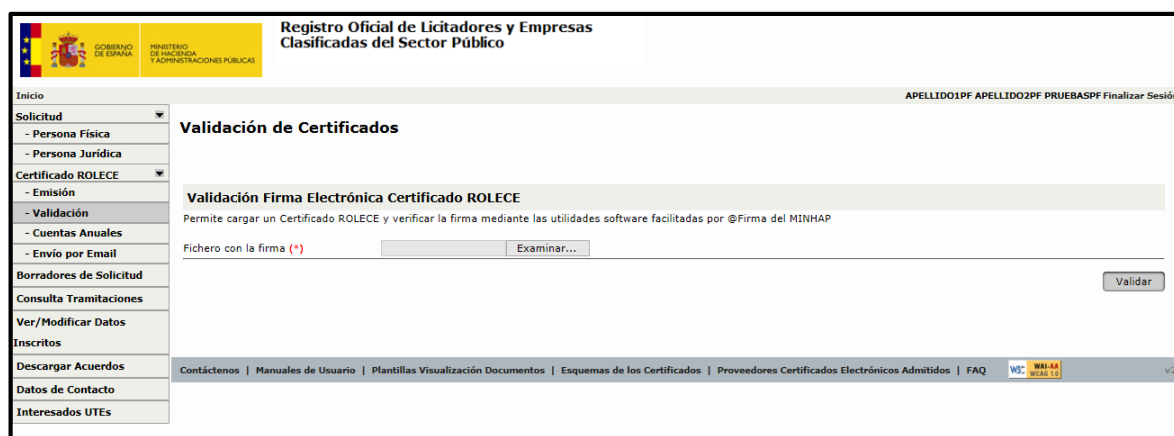 GOBIERNO
DE ESPAÑA
MINISTERIO
DE HACIENDA
Y ADMINISTRACIONES PÚBLICAS
Registro Oficial de Licitadores y Empresas
Clasificadas del Sector Público
Inicio
APELLIDO1PF APELLIDO2PF PRUEBASPF Finalizar Sesión
Solicitud
- Persona Física
- Persona Jurídica
Certificado ROLECE
- Emisión
- Validación
- Cuentas Anuales
- Envío por Email
Borradores de Solicitud
Consulta Tramitaciones
Ver/Modificar Datos
Inscritos
Descargar Acuerdos
Datos de Contacto
Interesados UTEs
Validación de Certificados
Validación Firma Electrónica Certificado ROLECE
Permite cargar un Certificado ROLECE y verificar la firma mediante las utilidades software facilitadas por @Firma del MINHAP
Fichero con la firma (*)
Examinar...
Validar
Contáctenos | Manuales de Usuario | Plantillas Visualización Documentos | Esquemas de los Certificados | Proveedores Certificados Electrónicos Admitidos | FAQ
W3C WAI-AA
WCAG 1.0